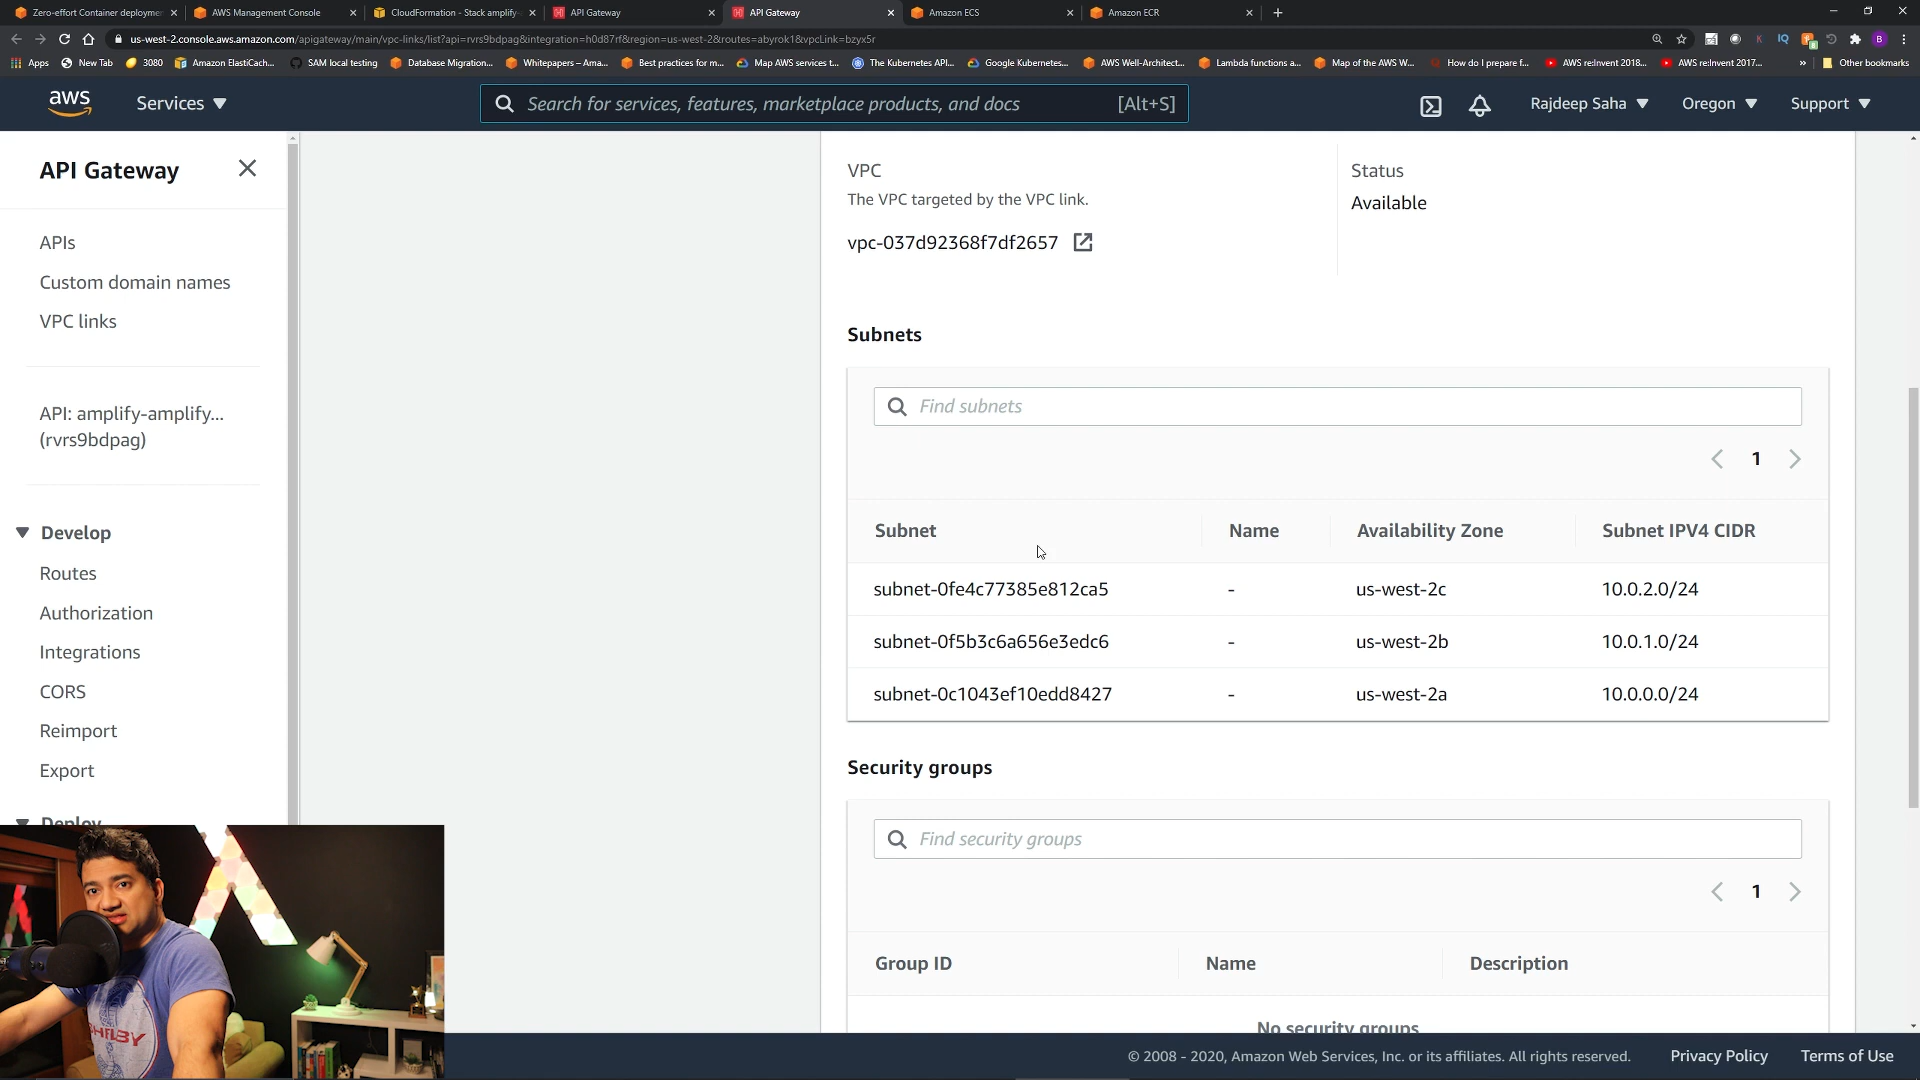 Zero-effort Container deploymen
AWS Management Console
CloudFormation - Stack amplify-
API Gateway
API Gateway
Amazon ECS
Amazon ECR
us-west-2.console.aws.amazon.com/apigateway/main/vpc-links/list?api=rvrs9bdpag&integration=h0d87rf&region=us-west-2&routes=abyrok1&vpcLink=bzyx5r
Apps
New Tab
3080
Amazon ElastiCach...
SAM local testing
Database Migration...
Whitepapers – Ama...
Best practices for m...
Map AWS services t...
The Kubernetes API...
Google Kubernetes...
AWS Well-Architect...
Lambda functions a...
Map of the AWS W...
How do I prepare f...
AWS re:Invent 2018...
AWS re:Invent 2017...
»
Other bookmarks
aws
Services
Search for services, features, marketplace products, and docs
[Alt+S]
Rajdeep Saha
Oregon
Support
API Gateway
APIs
Custom domain names
VPC links
API: amplify-amplify...
(rvrs9bdpag)
Develop
Routes
Authorization
Integrations
CORS
Reimport
Export
Deploy
VPC
The VPC targeted by the VPC link.
vpc-037d92368f7df2657
Status
Available
Subnets
Find subnets
1
Subnet Name Availability Zone Subnet IPV4 CIDR
subnet-0fe4c77385e812ca5 - us-west-2c 10.0.2.0/24
subnet-0f5b3c6a656e3edc6 - us-west-2b 10.0.1.0/24
subnet-0c1043ef10edd8427 - us-west-2a 10.0.0.0/24
Security groups
Find security groups
1
Group ID Name Description
No security groups
SHELBY
© 2008 - 2020, Amazon Web Services, Inc. or its affiliates. All rights reserved.
Privacy Policy
Terms of Use